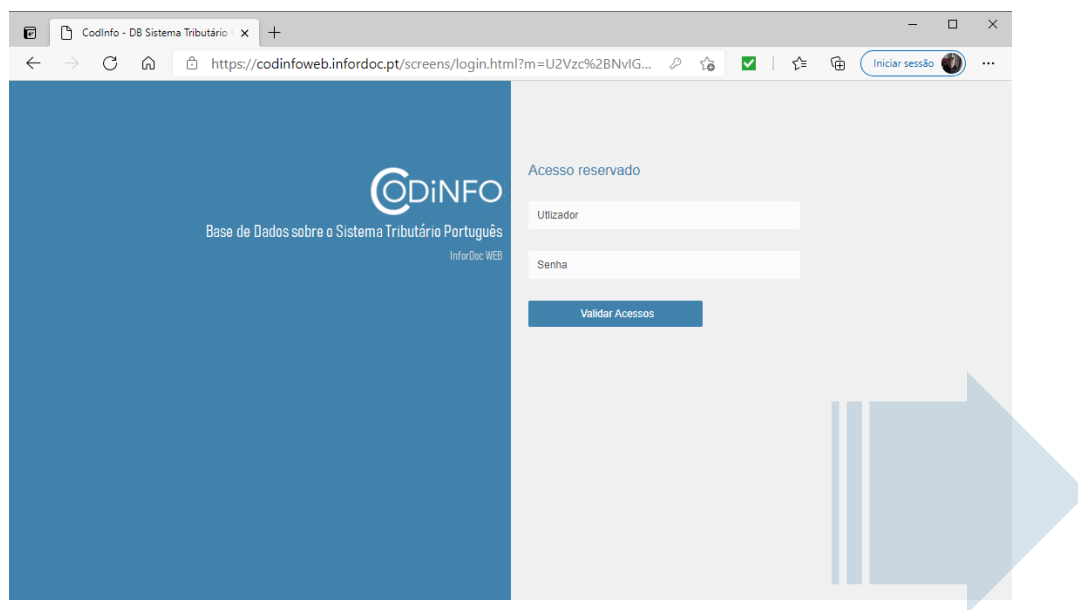 CodInfo - DB Sistema Tributário
https://codinfoweb.infordoc.pt/screens/login.html?m=U2Vzc%2BNvIG...
Iniciar sessão
CODiNFO
Base de Dados sobre o Sistema Tributário Português
InforDoc WEB
Acesso reservado
Utlizador
Senha
Validar Acessos